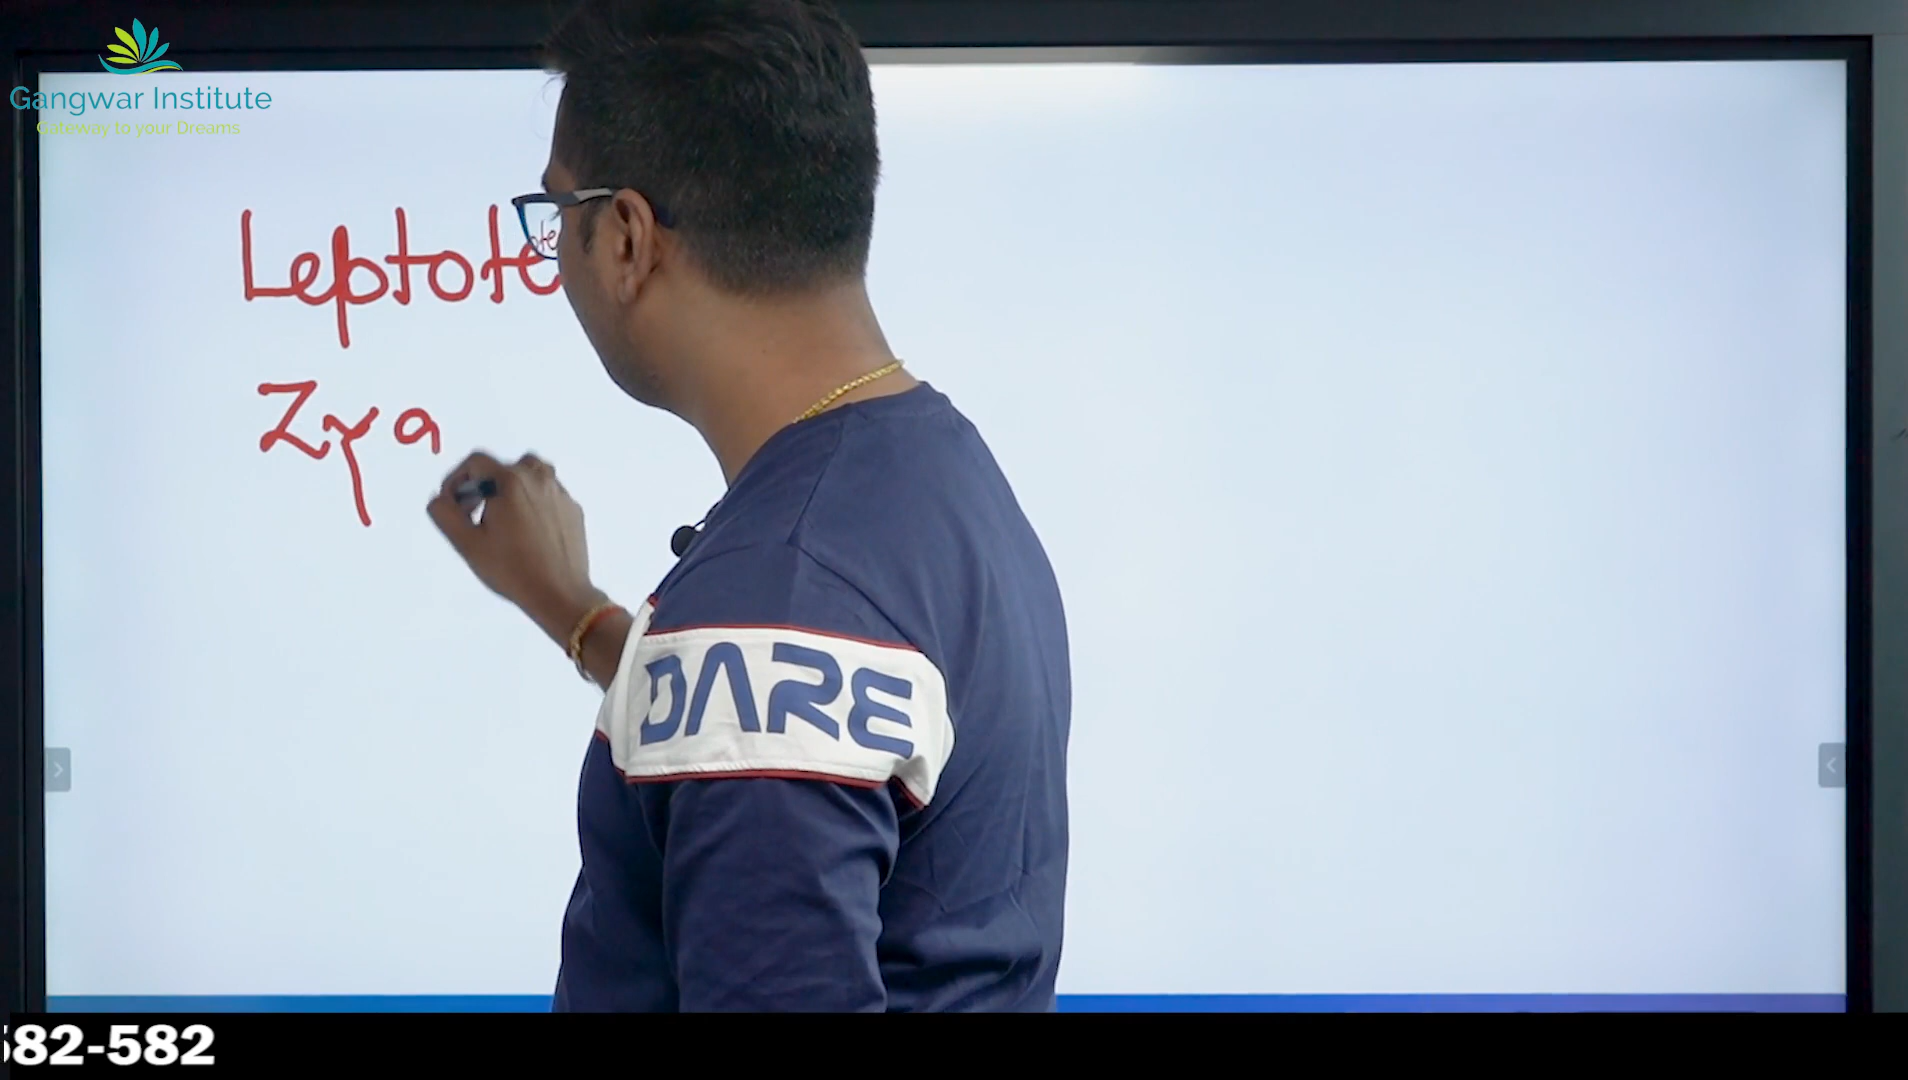 Gangwar Institute
Gateway to your Dreams
Leptote
Zya
DARE
582-582